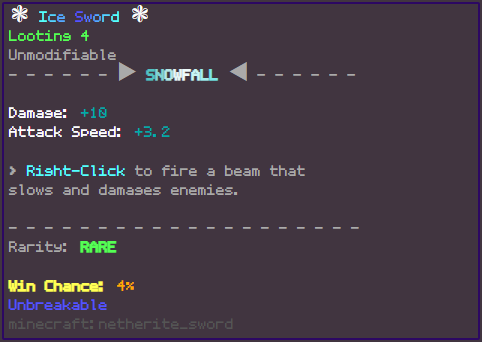 ❃ Ice Sword ❃
Looting 4
Unmodifiable
- - - - - - ▶ SNOWFALL ◀ - - - - - -
Damage: +10
Attack Speed: +3.2
> Right-Click to fire a beam that
slows and damages enemies.
- - - - - - - - - - - - - - - - - - - - -
Rarity: RARE
Win Chance: 4%
Unbreakable
minecraft:netherite_sword